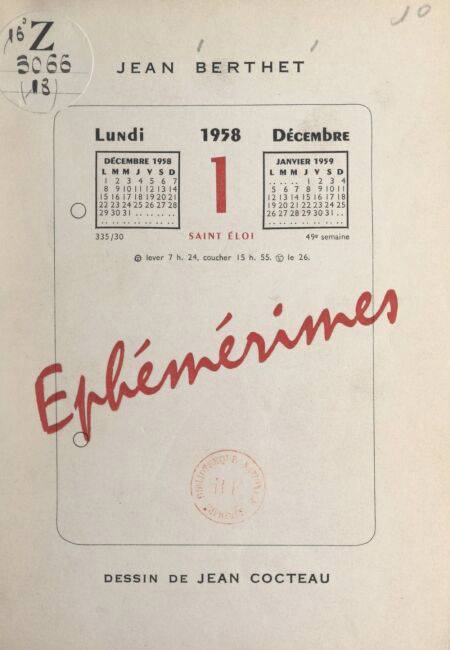 16° Z
3066
(18)
10
JEAN BERTHET
Lundi 1958 Décembre
DÉCEMBRE 1958
L M M J V S D
1 2 3 4 5 6 7
8 9 10 11 12 13 14
15 16 17 18 19 20 21
22 23 24 25 26 27 28
29 30 31 .. .. .. ..
1
JANVIER 1959
L M M J V S D
.. .. .. 1 2 3 4
5 6 7 8 9 10 11
12 13 14 15 16 17 18
19 20 21 22 23 24 25
26 27 28 29 30 31 ..
335/30 SAINT ÉLOI 49e semaine
lever 7 h. 24, coucher 15 h. 55. le 26.
Ephémérimes
DESSIN DE JEAN COCTEAU